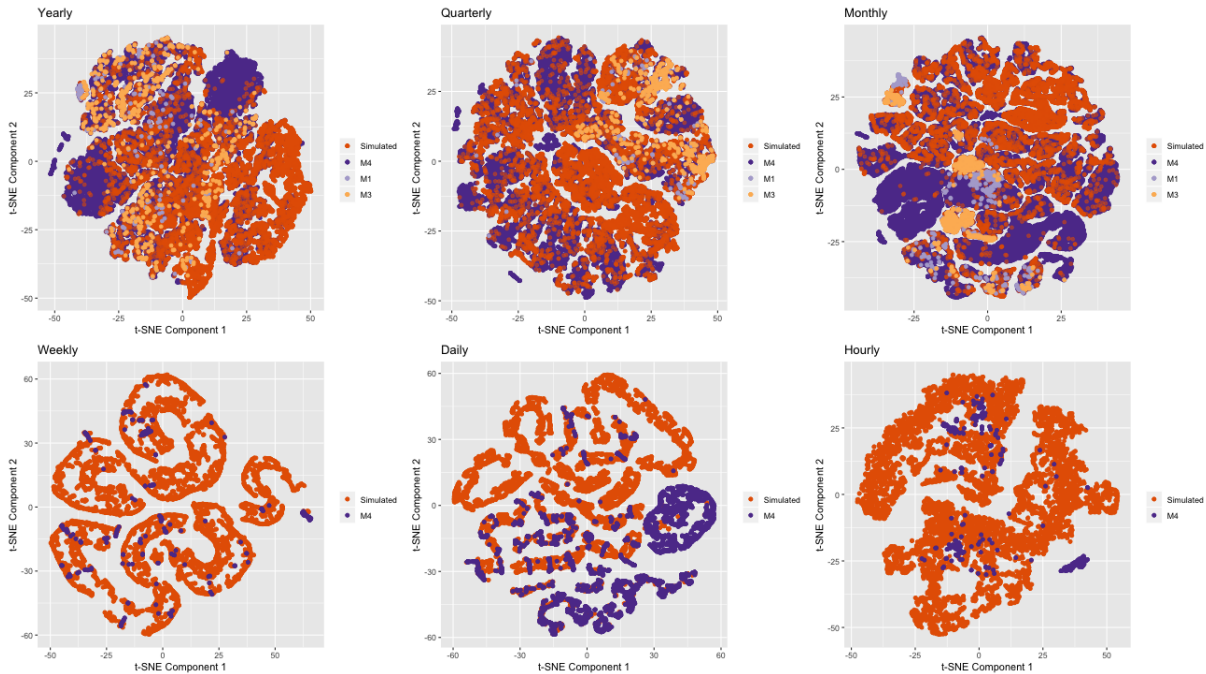 Yearly
Quarterly
Monthly
t-SNE Component 2
25
0
-25
-50
-50
-25
0
25
50
t-SNE Component 1
Simulated
M4
M1
M3
t-SNE Component 2
25
0
-25
-50
-50
-25
0
25
50
t-SNE Component 1
Simulated
M4
M1
M3
t-SNE Component 2
25
0
-25
-25
0
25
t-SNE Component 1
Simulated
M4
M1
M3
Weekly
Daily
Hourly
t-SNE Component 2
60
30
0
-30
-60
-50
-25
0
25
50
t-SNE Component 1
Simulated
M4
t-SNE Component 2
60
30
0
-30
-60
-60
-30
0
30
60
t-SNE Component 1
Simulated
M4
t-SNE Component 2
25
0
-25
-50
-50
-25
0
25
50
t-SNE Component 1
Simulated
M4